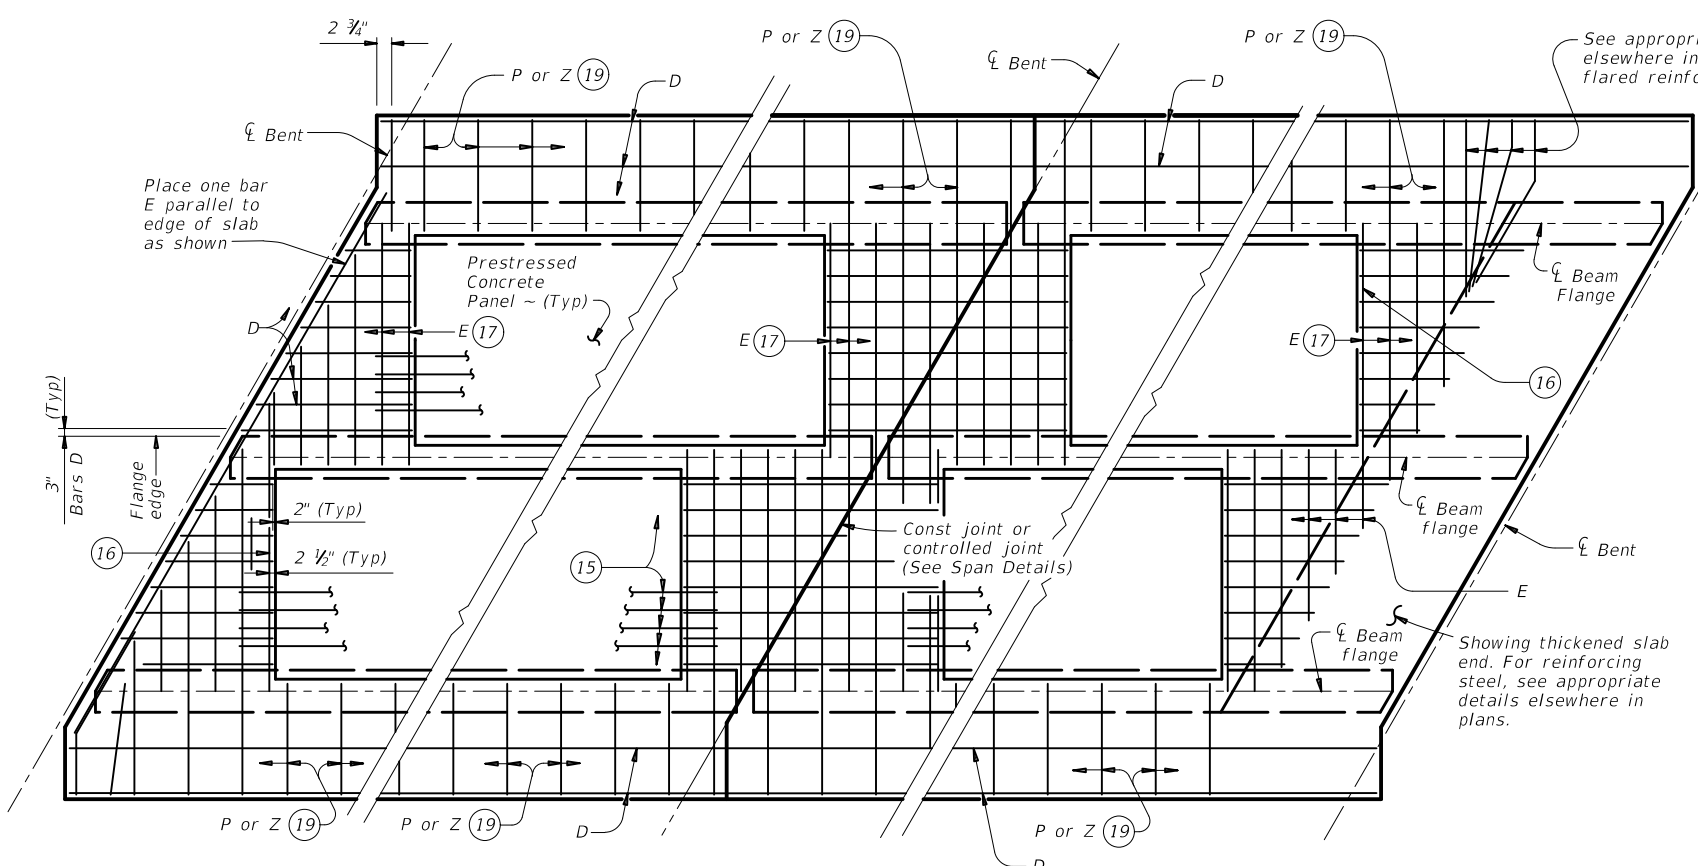 2 ¾"
P or Z 19
D
P or Z 19
℄ Bent
P or Z 19
D
See appropri
elsewhere in
flared reinfo
℄ Bent
Place one bar
E parallel to
edge of slab
as shown
Prestressed
Concrete
Panel ~ (Typ)
℄ Beam
Flange
D
E 17
E 17
E 17
16
(Typ)
3"
Bars D
Flange
edge
2" (Typ)
2 ½" (Typ)
16
15
Const joint or
controlled joint
(See Span Details)
℄ Beam
flange
℄ Bent
E
℄ Beam
flange
Showing thickened slab
end. For reinforcing
steel, see appropriate
details elsewhere in
plans.
P or Z 19
P or Z 19
D
P or Z 19
D